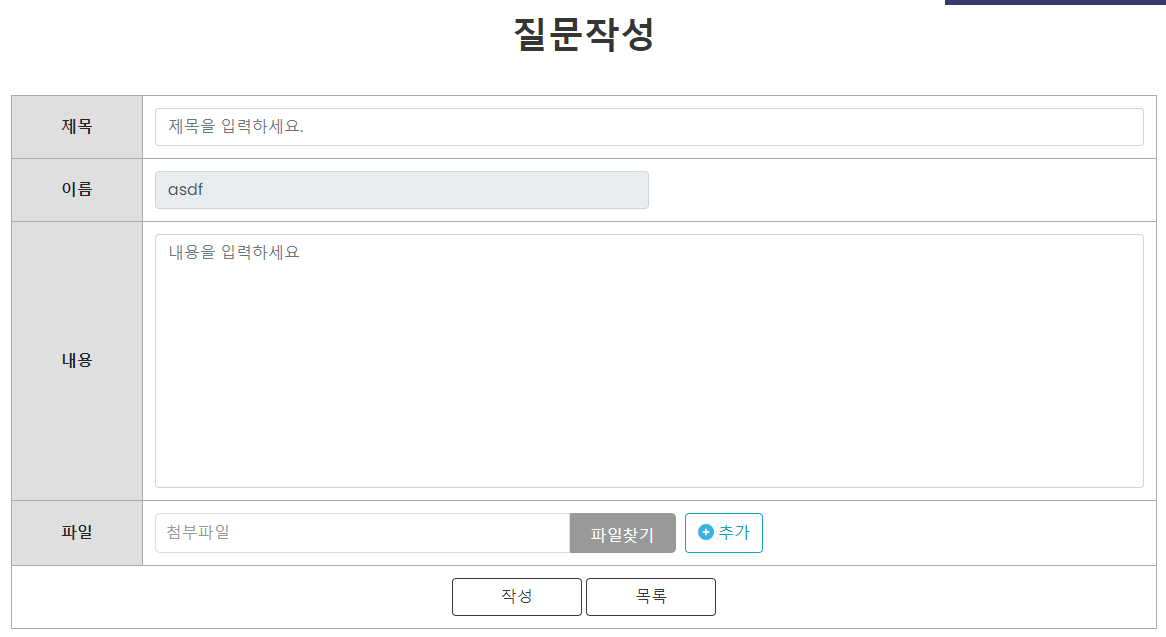 질문작성
제목 제목을 입력하세요.
이름 asdf
내용 내용을 입력하세요
파일 첨부파일 파일찾기 추가
작성 목록